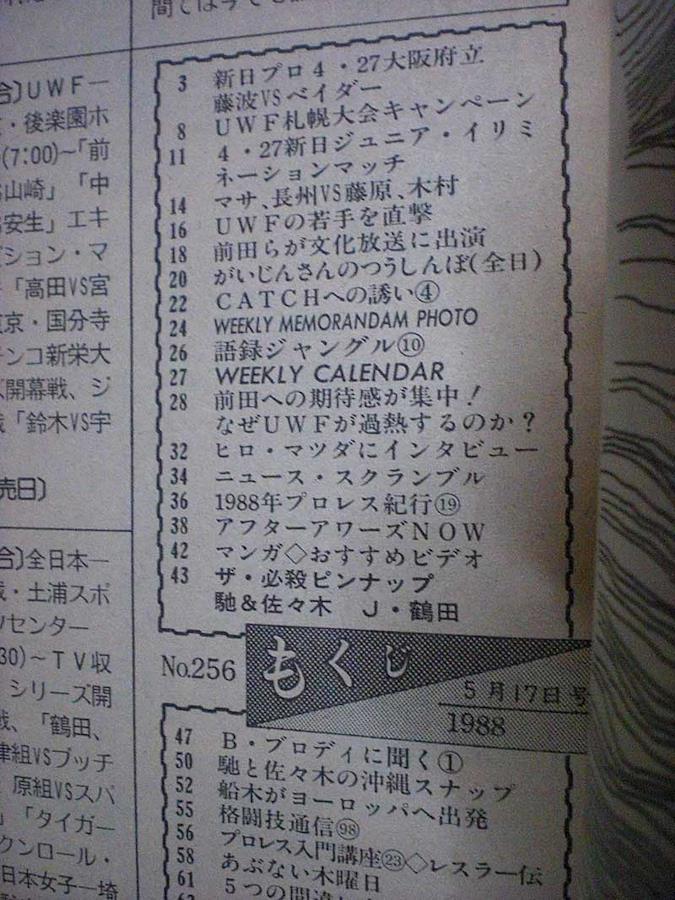 間ては
3 新日プロ4・27大阪府立
藤波VSベイダー
8 UWF札幌大会キャンペーン
11 4・27新日ジュニア・イリミ
ネーションマッチ
14 マサ、長州VS藤原、木村
16 UWFの若手を直撃
18 前田らが文化放送に出演
20 がいじんさんのつうしんぼ(全日)
22 CATCHへの誘い④
24 WEEKLY MEMORANDAM PHOTO
26 語録ジャングル⑩
27 WEEKLY CALENDAR
28 前田への期待感が集中!
なぜUWFが過熱するのか?
32 ヒロ・マツダにインタビュー
34 ニュース・スクランブル
36 1988年プロレス紀行⑲
38 アフターアワーズNOW
42 マンガ◇おすすめビデオ
43 ザ・必殺ピンナップ
馳&佐々木 J・鶴田
No.256 もくじ
5月17日号
1988
47 B・ブロディに聞く①
50 馳と佐々木の沖縄スナップ
52 船木がヨーロッパへ出発
55 格闘技通信㊾98
56 プロレス入門講座㉓◇レスラー伝
58 あぶない木曜日
61 5つの間違い
合)UWF一
・後楽園ホ
(7:00)~「前
山崎」「中
安生」エキ
ション・マ
「高田VS宮
京・国分寺
ンコ新栄大
開幕戦、ジ
「鈴木VS宇
売日)
合)全日本一
・土浦スポ
ツセンター
30)~TV収
シリーズ開
戦、「鶴田、
津組VSブッチ
原組VSスパ
」「タイガー
クンロール・
日本女子一埼